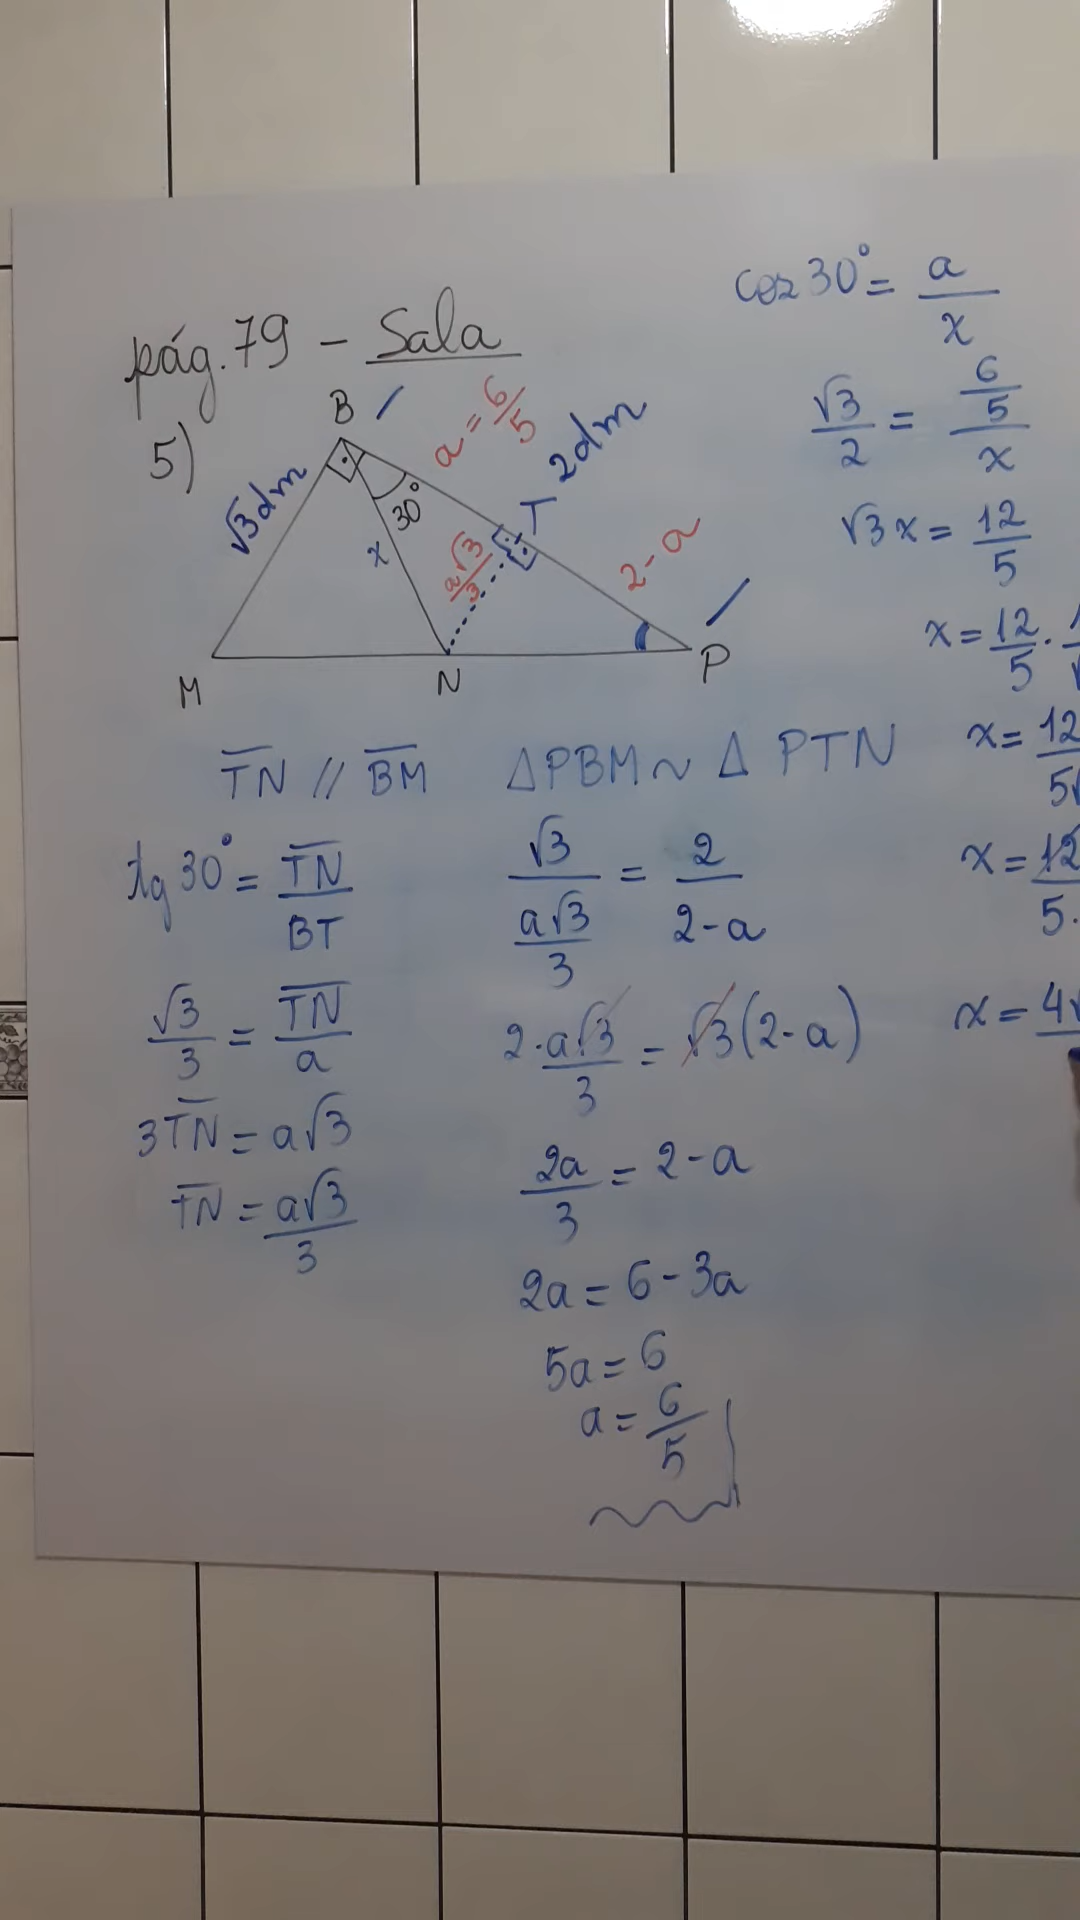 pág.79 - Sala
5)
B
√3dm
a = 6/5
2dm
T
30°
x
a√3/3
2-a
M
N
P
TN // BM
ΔPBM ~ Δ PTN
tg 30° = TN/BT
√3/3 = TN/a
3TN = a√3
TN = a√3/3
√3/(a√3/3) = 2/(2-a)
2·a√3/3 = √3(2-a)
2a/3 = 2-a
2a = 6-3a
5a = 6
a = 6/5
cos 30° = a/x
√3/2 = (6/5)/x
√3 x = 12/5
x = 12/5 ·
x = 12/5√
x = 12/5.
x = 4√